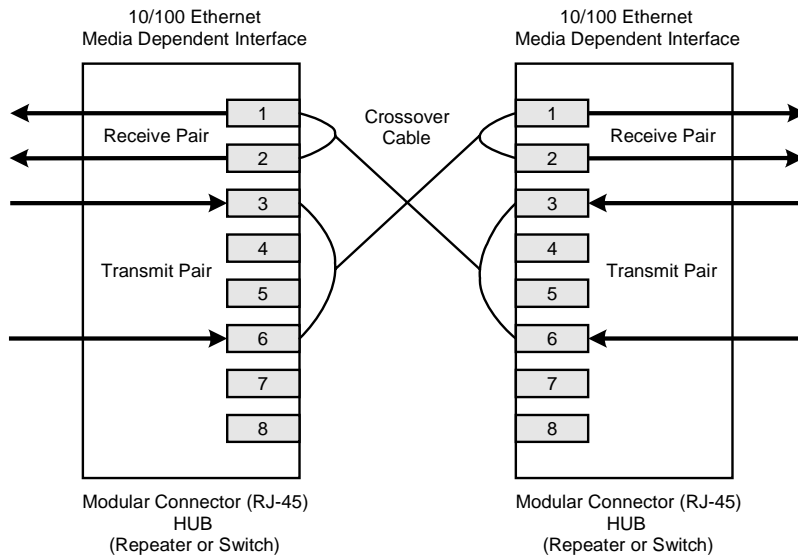 10/100 Ethernet
Media Dependent Interface
10/100 Ethernet
Media Dependent Interface
1
Receive Pair
2
3
4
Transmit Pair
5
6
7
8
Crossover
Cable
1
Receive Pair
2
3
4
Transmit Pair
5
6
7
8
Modular Connector (RJ-45)
HUB
(Repeater or Switch)
Modular Connector (RJ-45)
HUB
(Repeater or Switch)